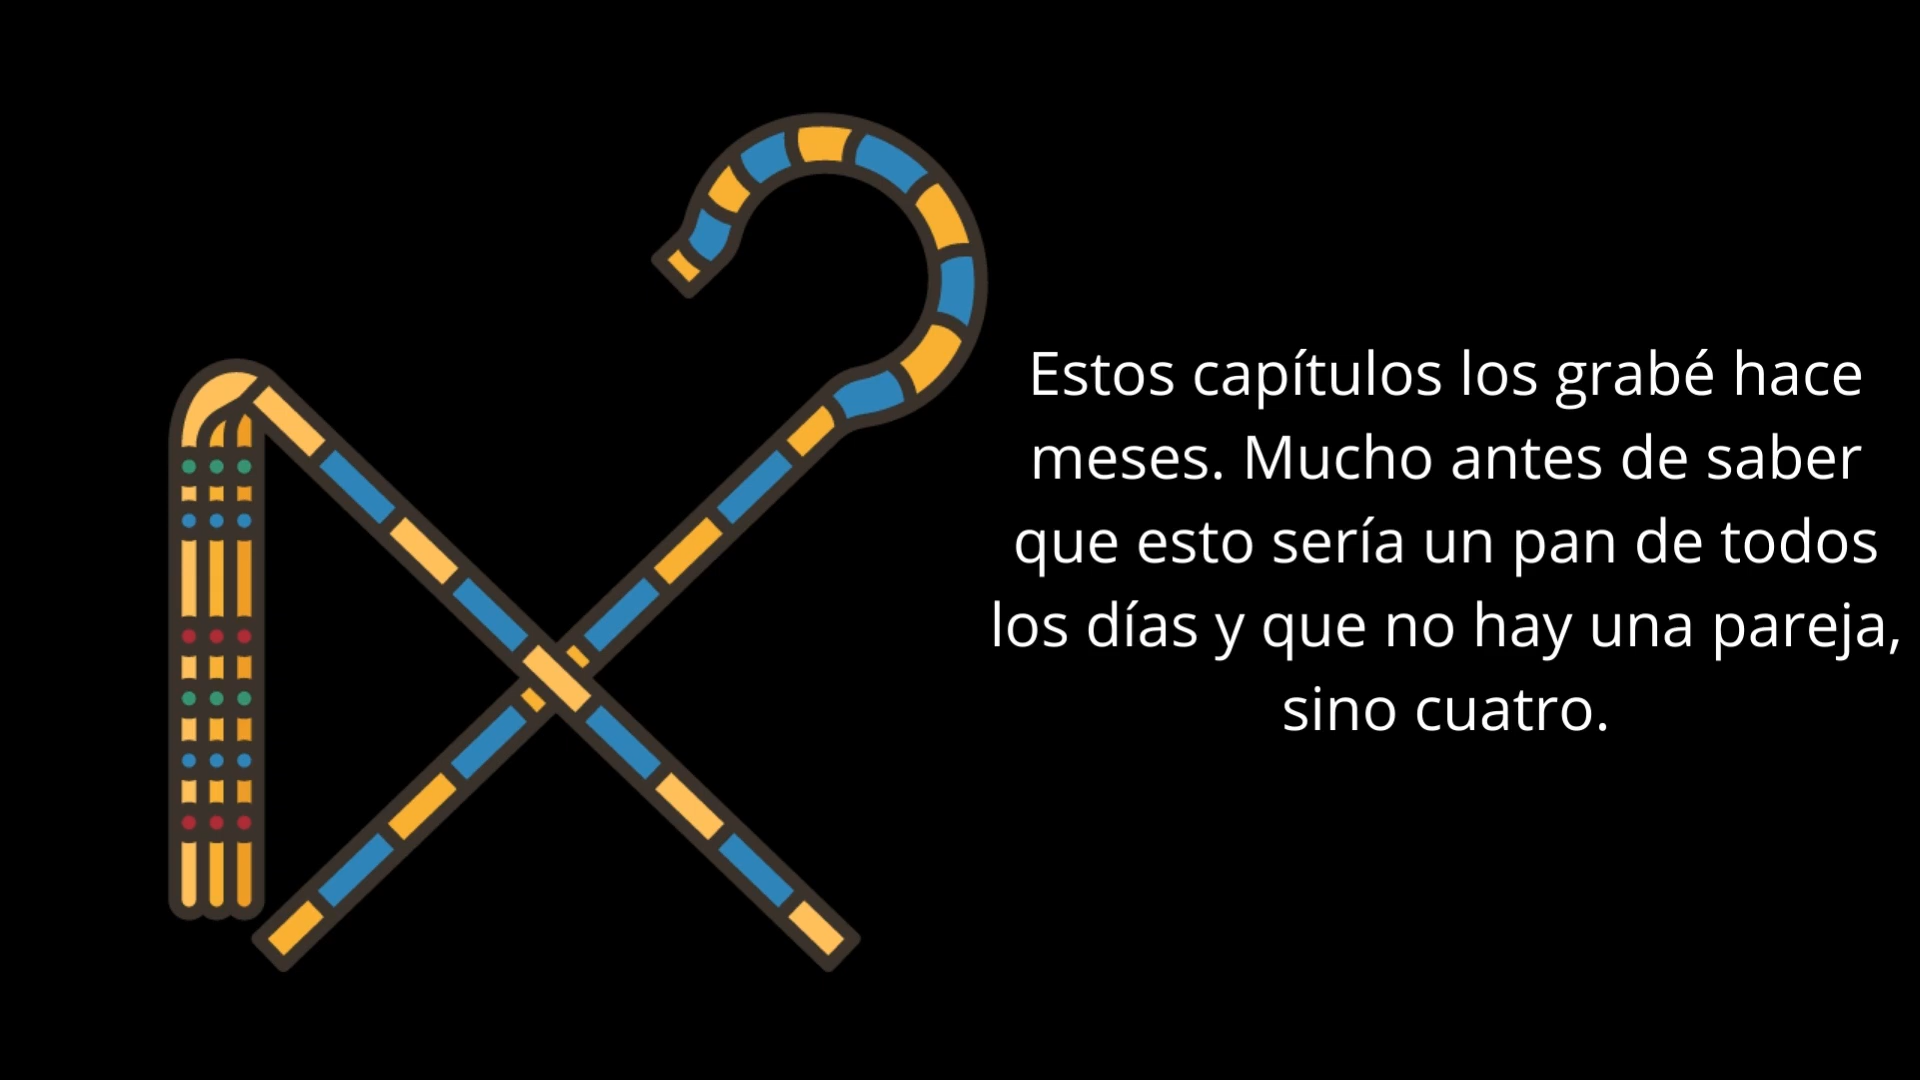 Estos capítulos los grabé hace
meses. Mucho antes de saber
que esto sería un pan de todos
los días y que no hay una pareja,
sino cuatro.